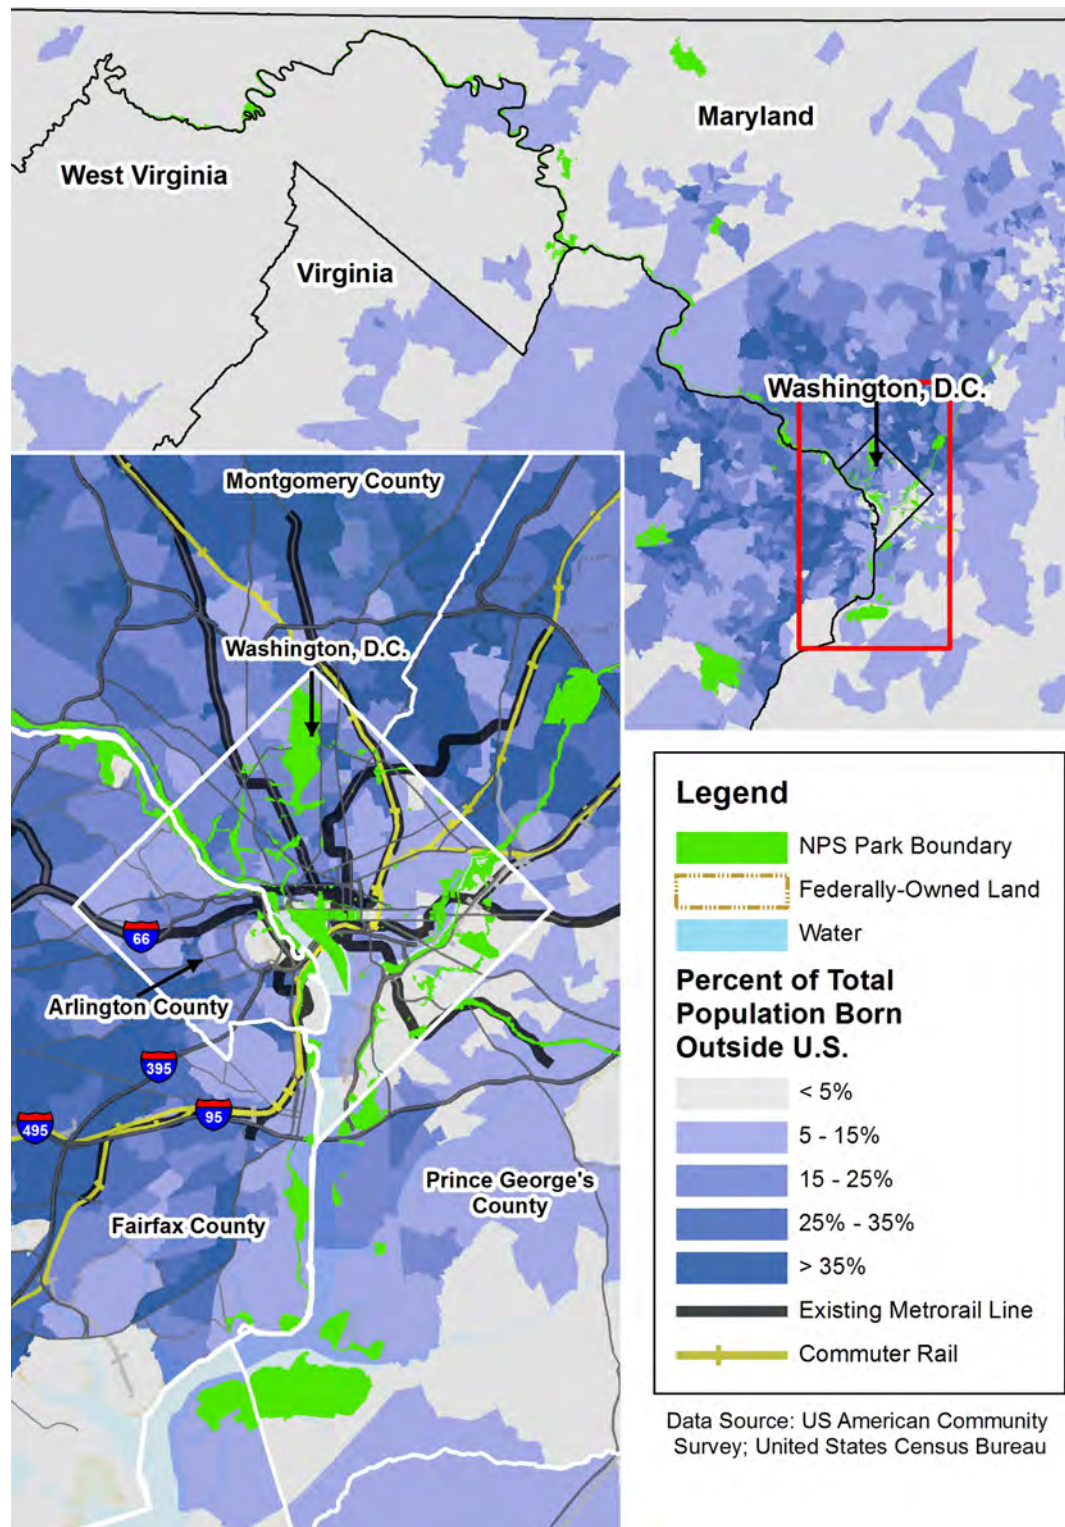 Maryland
West Virginia
Virginia
Washington, D.C.
Montgomery County
Washington, D.C.
66
Arlington County
395
95
495
Prince George's
County
Fairfax County
Legend
NPS Park Boundary
Federally-Owned Land
Water
Percent of Total
Population Born
Outside U.S.
< 5%
5 - 15%
15 - 25%
25% - 35%
> 35%
Existing Metrorail Line
Commuter Rail
Data Source: US American Community
Survey; United States Census Bureau